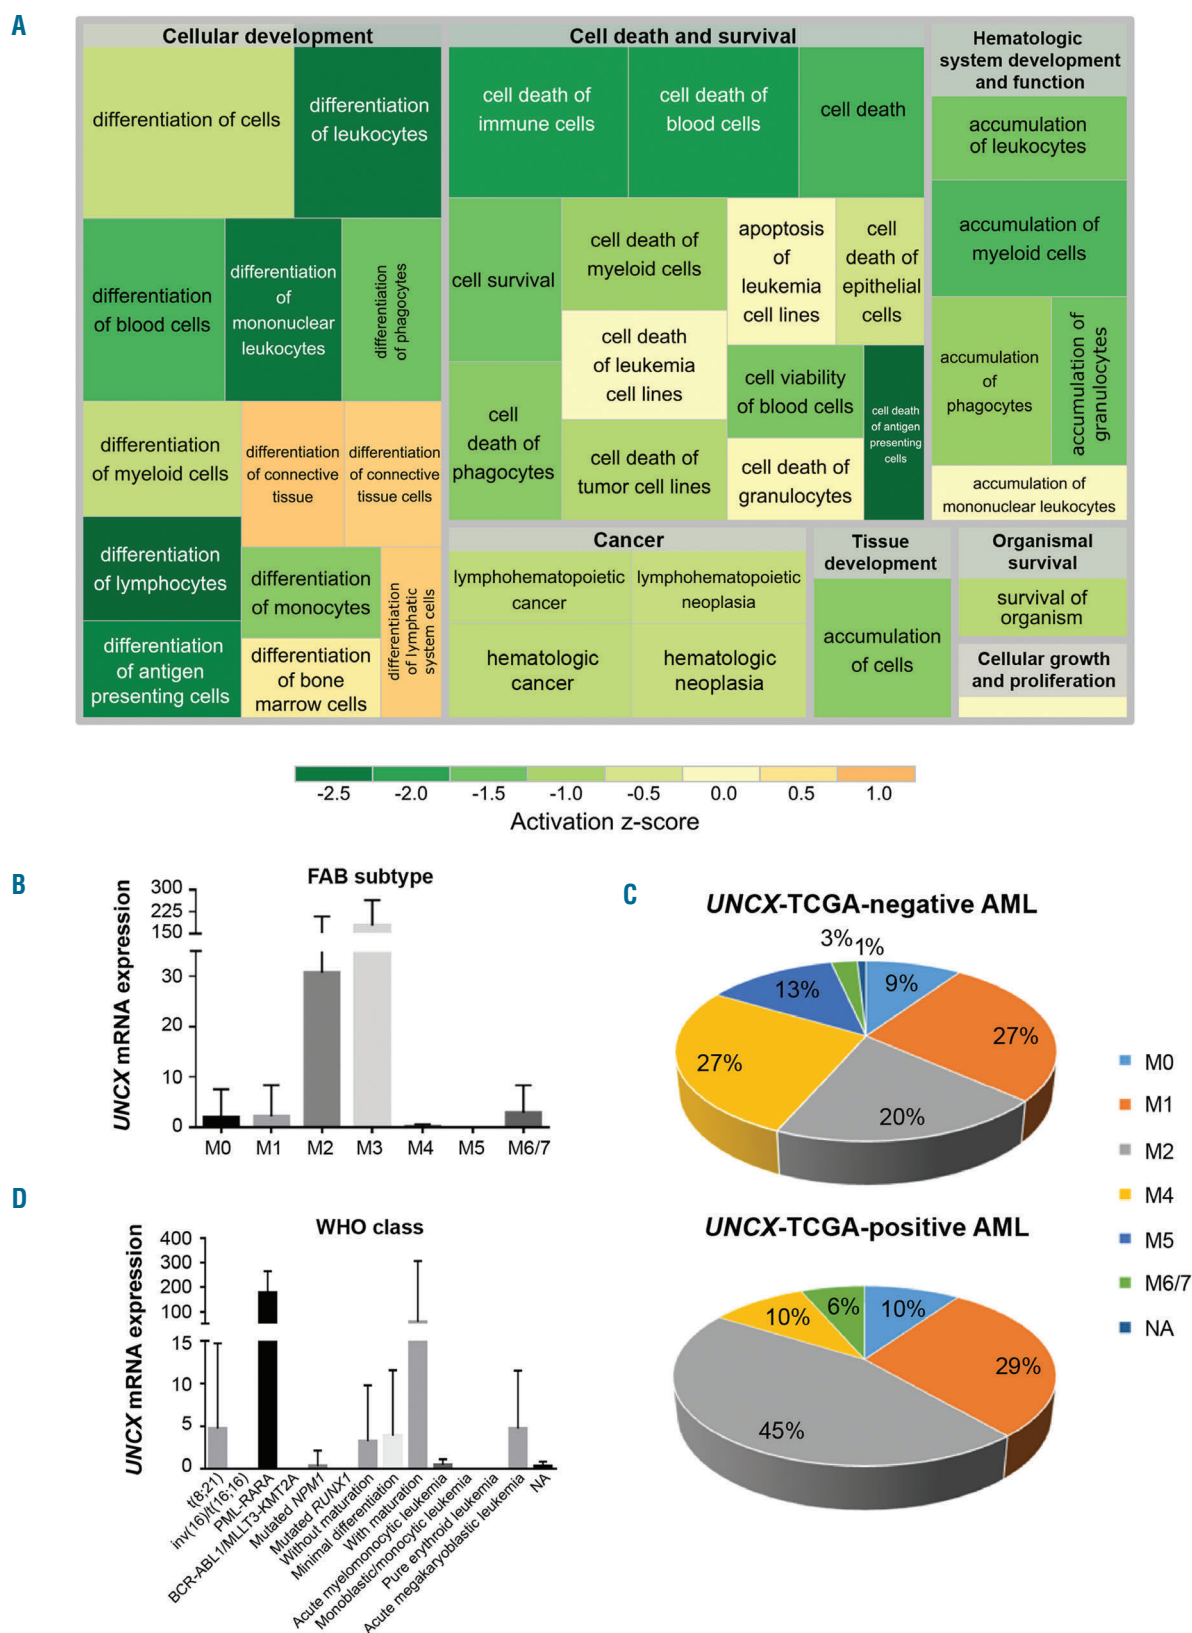 A
Cellular development
differentiation of cells
differentiation
of leukocytes
differentiation
of blood cells
differentiation
of
mononuclear
leukocytes
differentiation
of phagocytes
differentiation
of myeloid cells
differentiation
of connective
tissue
differentiation
of connective
tissue cells
differentiation
of lymphocytes
differentiation
of monocytes
differentiation
of lymphatic
system cells
differentiation
of antigen
presenting cells
differentiation
of bone
marrow cells
Cell death and survival
cell death of
immune cells
cell death of
blood cells
cell death
cell survival
cell death of
myeloid cells
apoptosis
of
leukemia
cell lines
cell
death of
epithelial
cells
cell death
of leukemia
cell lines
cell
death of
phagocytes
cell viability
of blood cells
cell death
of antigen
presenting
cells
cell death of
tumor cell lines
cell death of
granulocytes
Hematologic
system development
and function
accumulation
of leukocytes
accumulation of
myeloid cells
accumulation
of
phagocytes
accumulation of
granulocytes
accumulation of
mononuclear leukocytes
Cancer
lymphohematopoietic
cancer
lymphohematopoietic
neoplasia
hematologic
cancer
hematologic
neoplasia
Tissue
development
accumulation
of cells
Organismal
survival
survival of
organism
Cellular growth
and proliferation
-2.5 -2.0 -1.5 -1.0 -0.5 0.0 0.5 1.0
Activation z-score
B
FAB subtype
UNCX mRNA expression
300
225
150
30
20
10
0
M0 M1 M2 M3 M4 M5 M6/7
C
UNCX-TCGA-negative AML
3%
1%
9%
13%
27%
27%
20%
M0
M1
M2
M4
M5
M6/7
NA
UNCX-TCGA-positive AML
10%
6%
10%
29%
45%
D
WHO class
UNCX mRNA expression
400
300
200
100
15
10
5
0
t(8;21)
inv(16)/t(16;16)
PML-RARA
BCR-ABL1/MLLT3-KMT2A
Mutated NPM1
Mutated RUNX1
Without maturation
Minimal differentiation
With maturation
Acute myelomonocytic leukemia
Monoblastic/monocytic leukemia
Pure erythroid leukemia
Acute megakaryoblastic leukemia
NA